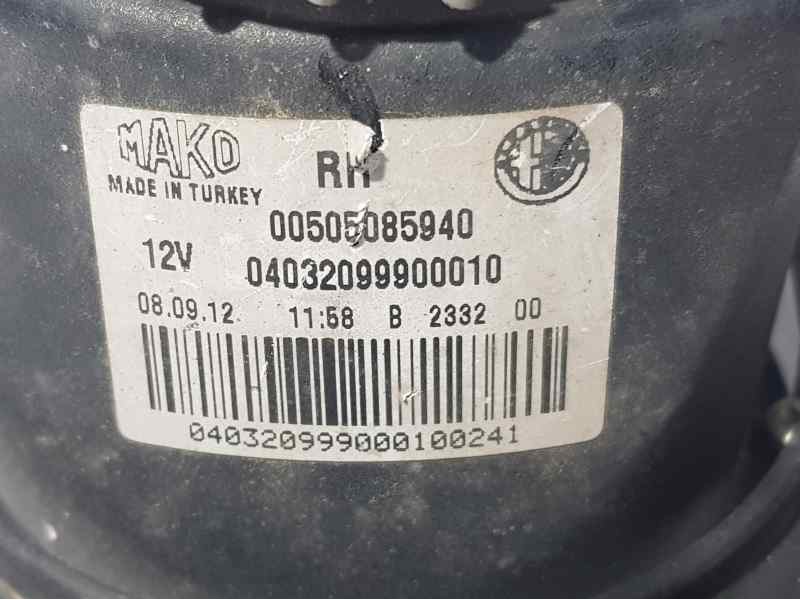 MAKO RH
MADE IN TURKEY
00505085940
12V 04032099900010
08.09.12 11:58 B 2332 00
040320999000100241